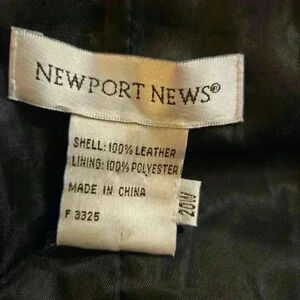 NEWPORT NEWS®
SHELL: 100% LEATHER
LINING: 100% POLYESTER
MADE IN CHINA
F 3325
20W